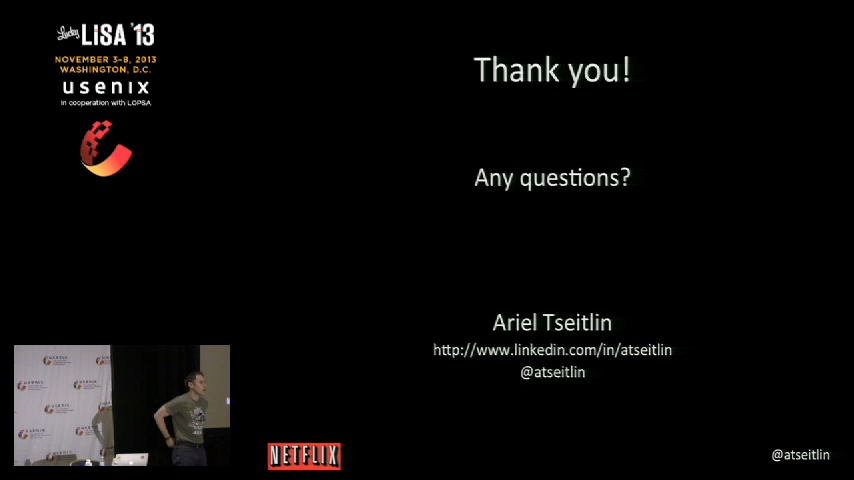 Lucky LISA '13
NOVEMBER 3–8, 2013
WASHINGTON, D.C.
usenix
in cooperation with LOPSA
Thank you!
Any questions?
Ariel Tseitlin
http://www.linkedin.com/in/atseitlin
@atseitlin
NETFLIX
@atseitlin